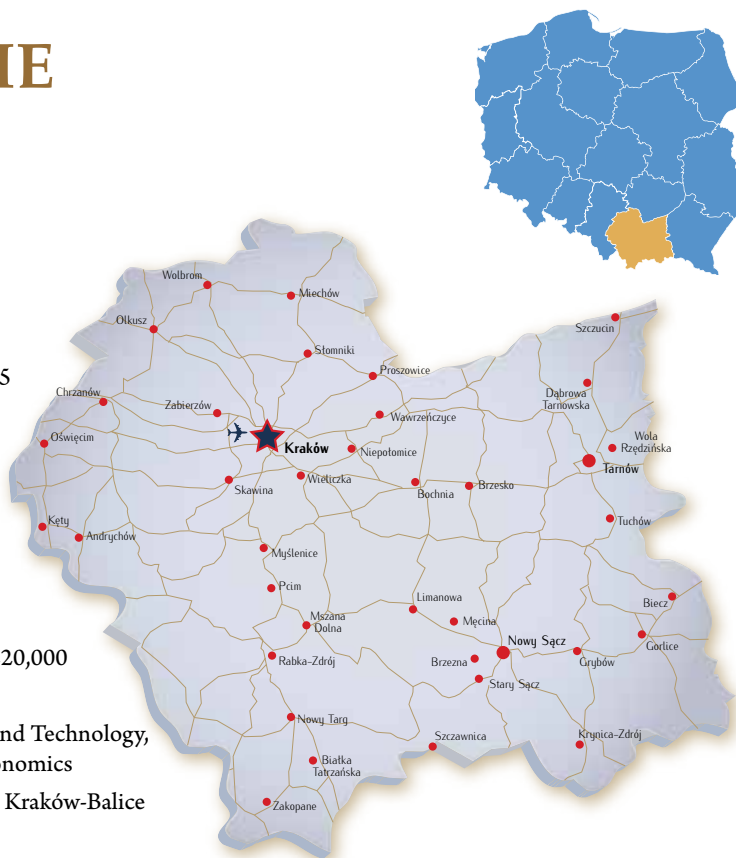 IE
Wolbrom
Miechów
Olkusz
Szczucin
Słomniki
5
Proszowice
Chrzanów
Dąbrowa
Tarnowska
Zabierzów
Wawrzeńczyce
Oświęcim
Kraków
Niepołomice
Wola
Rzędzińska
Tarnów
Wieliczka
Skawina
Bochnia
Brzesko
Kęty
Andrychów
Tuchów
Myślenice
Pcim
Limanowa
Biecz
Mszana
Dolna
Męcina
Nowy Sącz
Gorlice
20,000
Rabka-Zdrój
Brzezna
Grybów
Stary Sącz
Nowy Targ
nd Technology,
Szczawnica
Krynica-Zdrój
onomics
Białka
Tatrzańska
Kraków-Balice
Zakopane